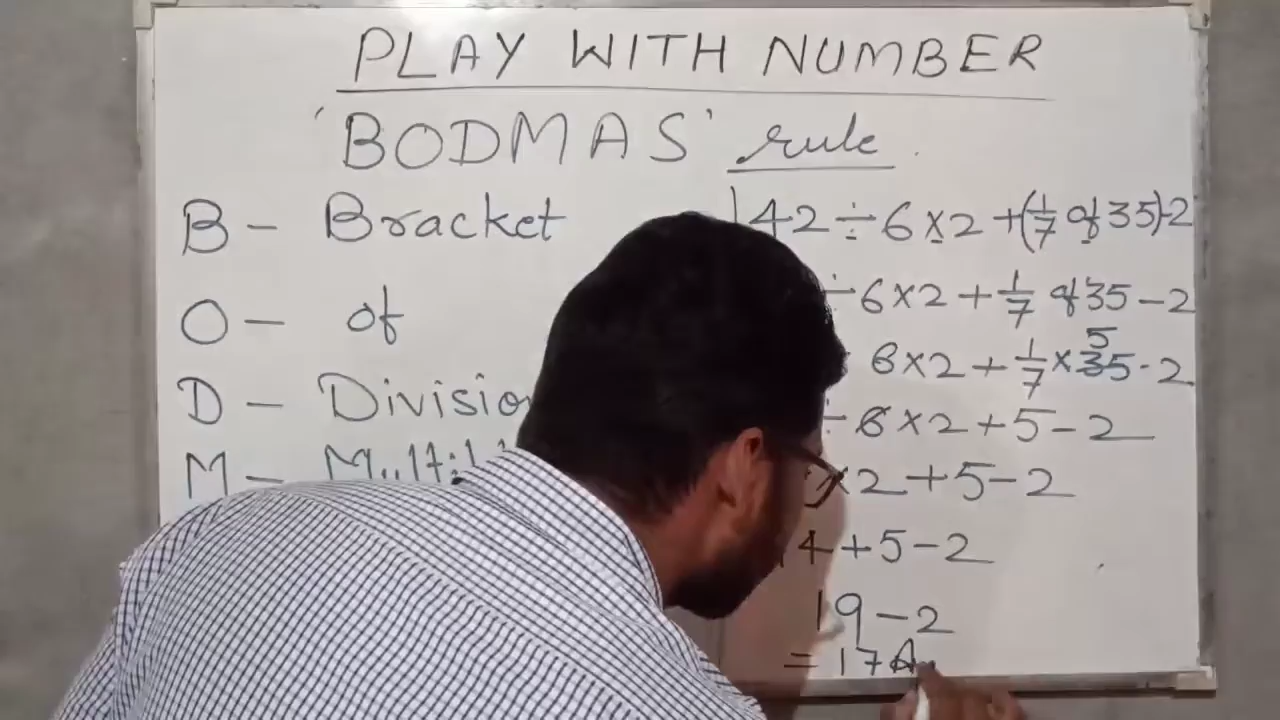 PLAY WITH NUMBER
'BODMAS' rule
B - Bracket
O - of
D - Division
M -
42 ÷ 6 × 2 + (1/7 of 35) - 2
÷ 6 × 2 + 1/7 of 35 - 2
6 × 2 + 1/7 × 35 - 2
5
÷ 6 × 2 + 5 - 2
× 2 + 5 - 2
4 + 5 - 2
19 - 2
= 17 A